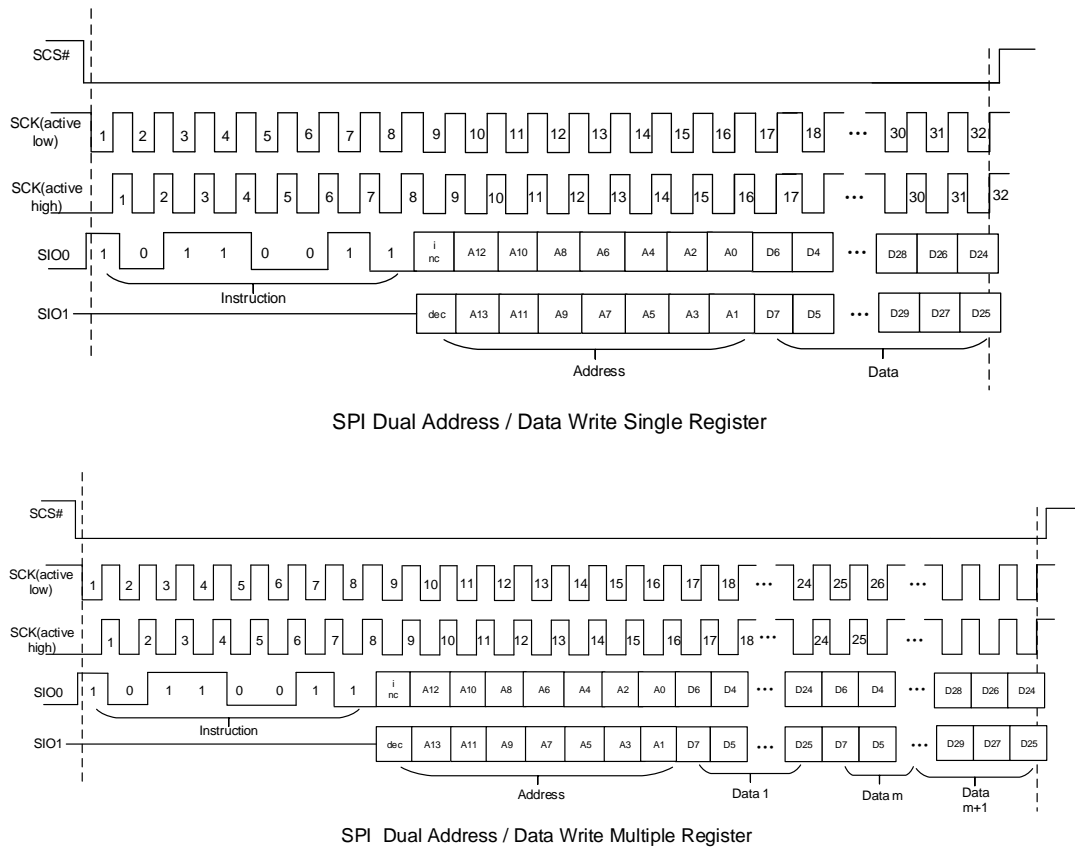 SCS#
SCK(active low) 1 2 3 4 5 6 7 8 9 10 11 12 13 14 15 16 17 18 ••• 30 31 32
SCK(active high) 1 2 3 4 5 6 7 8 9 10 11 12 13 14 15 16 17 ••• 30 31 32
SIO0 1 0 1 1 0 0 1 1 i nc A12 A10 A8 A6 A4 A2 A0 D6 D4 ••• D28 D26 D24
Instruction
SIO1 dec A13 A11 A9 A7 A5 A3 A1 D7 D5 ••• D29 D27 D25
Address Data
SPI Dual Address / Data Write Single Register
SCS#
SCK(active low) 1 2 3 4 5 6 7 8 9 10 11 12 13 14 15 16 17 18 ••• 24 25 26 •••
SCK(active high) 1 2 3 4 5 6 7 8 9 10 11 12 13 14 15 16 17 18 ••• 24 25 •••
SIO0 1 0 1 1 0 0 1 1 i nc A12 A10 A8 A6 A4 A2 A0 D6 D4 ••• D24 D6 D4 ••• D28 D26 D24
Instruction
SIO1 dec A13 A11 A9 A7 A5 A3 A1 D7 D5 ••• D25 D7 D5 ••• D29 D27 D25
Address Data 1 Data m Data m+1
SPI Dual Address / Data Write Multiple Register